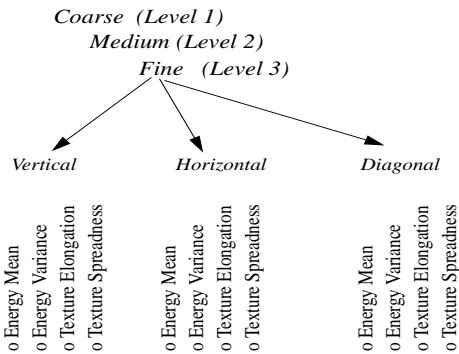 Coarse (Level 1)
Medium (Level 2)
Fine (Level 3)
Vertical
Horizontal
Diagonal
o Energy Mean
o Energy Variance
o Texture Elongation
o Texture Spreadness
o Energy Mean
o Energy Variance
o Texture Elongation
o Texture Spreadness
o Energy Mean
o Energy Variance
o Texture Elongation
o Texture Spreadness